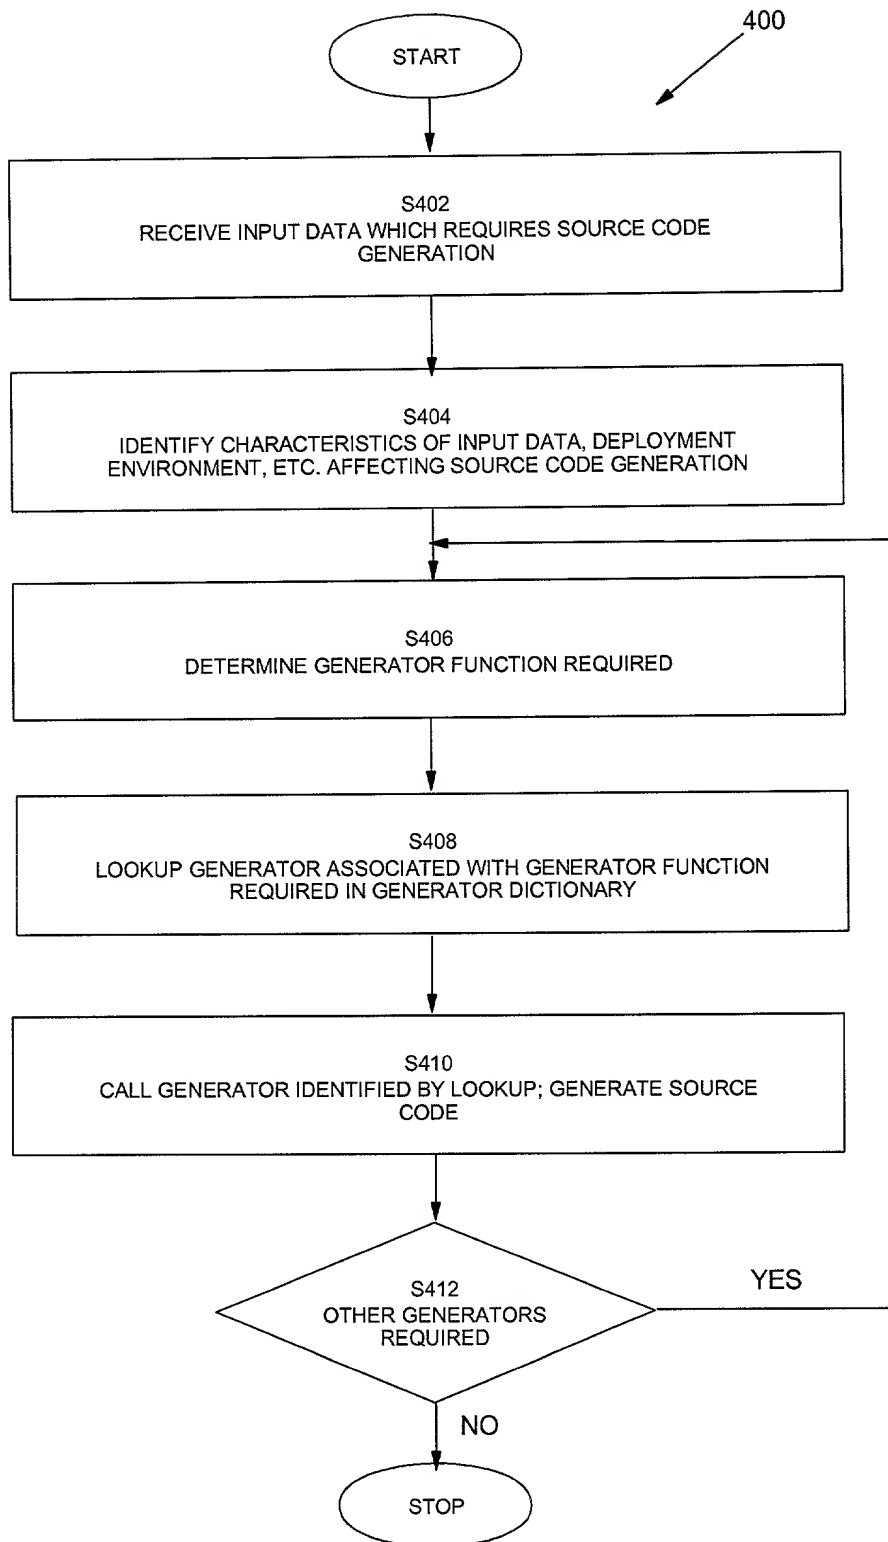 400
START
S402
RECEIVE INPUT DATA WHICH REQUIRES SOURCE CODE
GENERATION
S404
IDENTIFY CHARACTERISTICS OF INPUT DATA, DEPLOYMENT
ENVIRONMENT, ETC. AFFECTING SOURCE CODE GENERATION
S406
DETERMINE GENERATOR FUNCTION REQUIRED
S408
LOOKUP GENERATOR ASSOCIATED WITH GENERATOR FUNCTION
REQUIRED IN GENERATOR DICTIONARY
S410
CALL GENERATOR IDENTIFIED BY LOOKUP; GENERATE SOURCE
CODE
S412
OTHER GENERATORS
REQUIRED
YES
NO
STOP